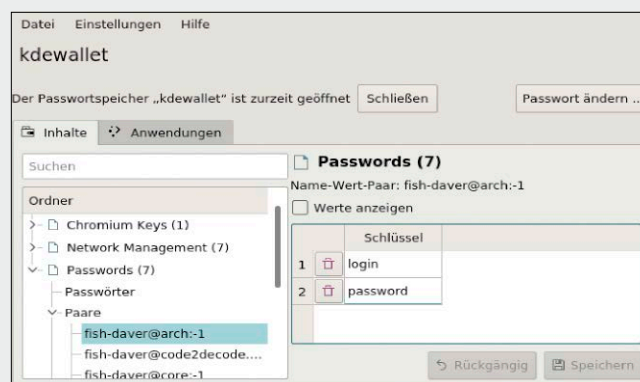 Datei Einstellungen Hilfe
kdewallet
Der Passwortspeicher „kdewallet“ ist zurzeit geöffnet Schließen Passwort ändern ...
Inhalte Anwendungen
Suchen
Ordner
Chromium Keys (1)
Network Management (7)
Passwords (7)
Passwörter
Paare
fish-daver@arch:-1
fish-daver@code2decode....
fish-daver@core:-1
Passwords (7)
Name-Wert-Paar: fish-daver@arch:-1
Werte anzeigen
Schlüssel
1 login
2 password
Rückgängig Speichern